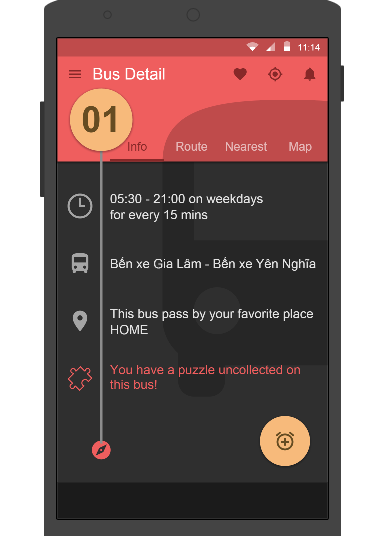 11:14
Bus Detail
01
Info Route Nearest Map
05:30 - 21:00 on weekdays
for every 15 mins
Bến xe Gia Lâm - Bến xe Yên Nghĩa
This bus pass by your favorite place
HOME
You have a puzzle uncollected on
this bus!